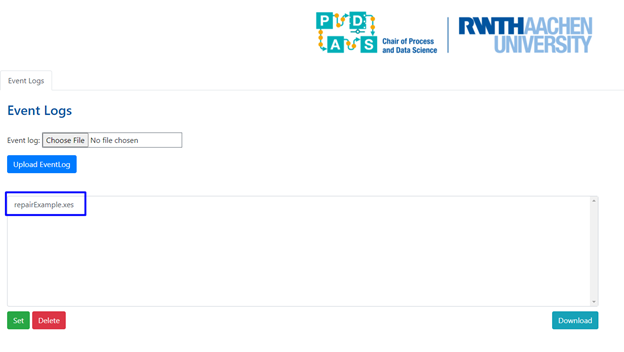 P D
A S
Chair of Process
and Data Science
RWTHAACHEN
UNIVERSITY
Event Logs
Event Logs
Event log: Choose File No file chosen
Upload EventLog
repairExample.xes
Set Delete Download